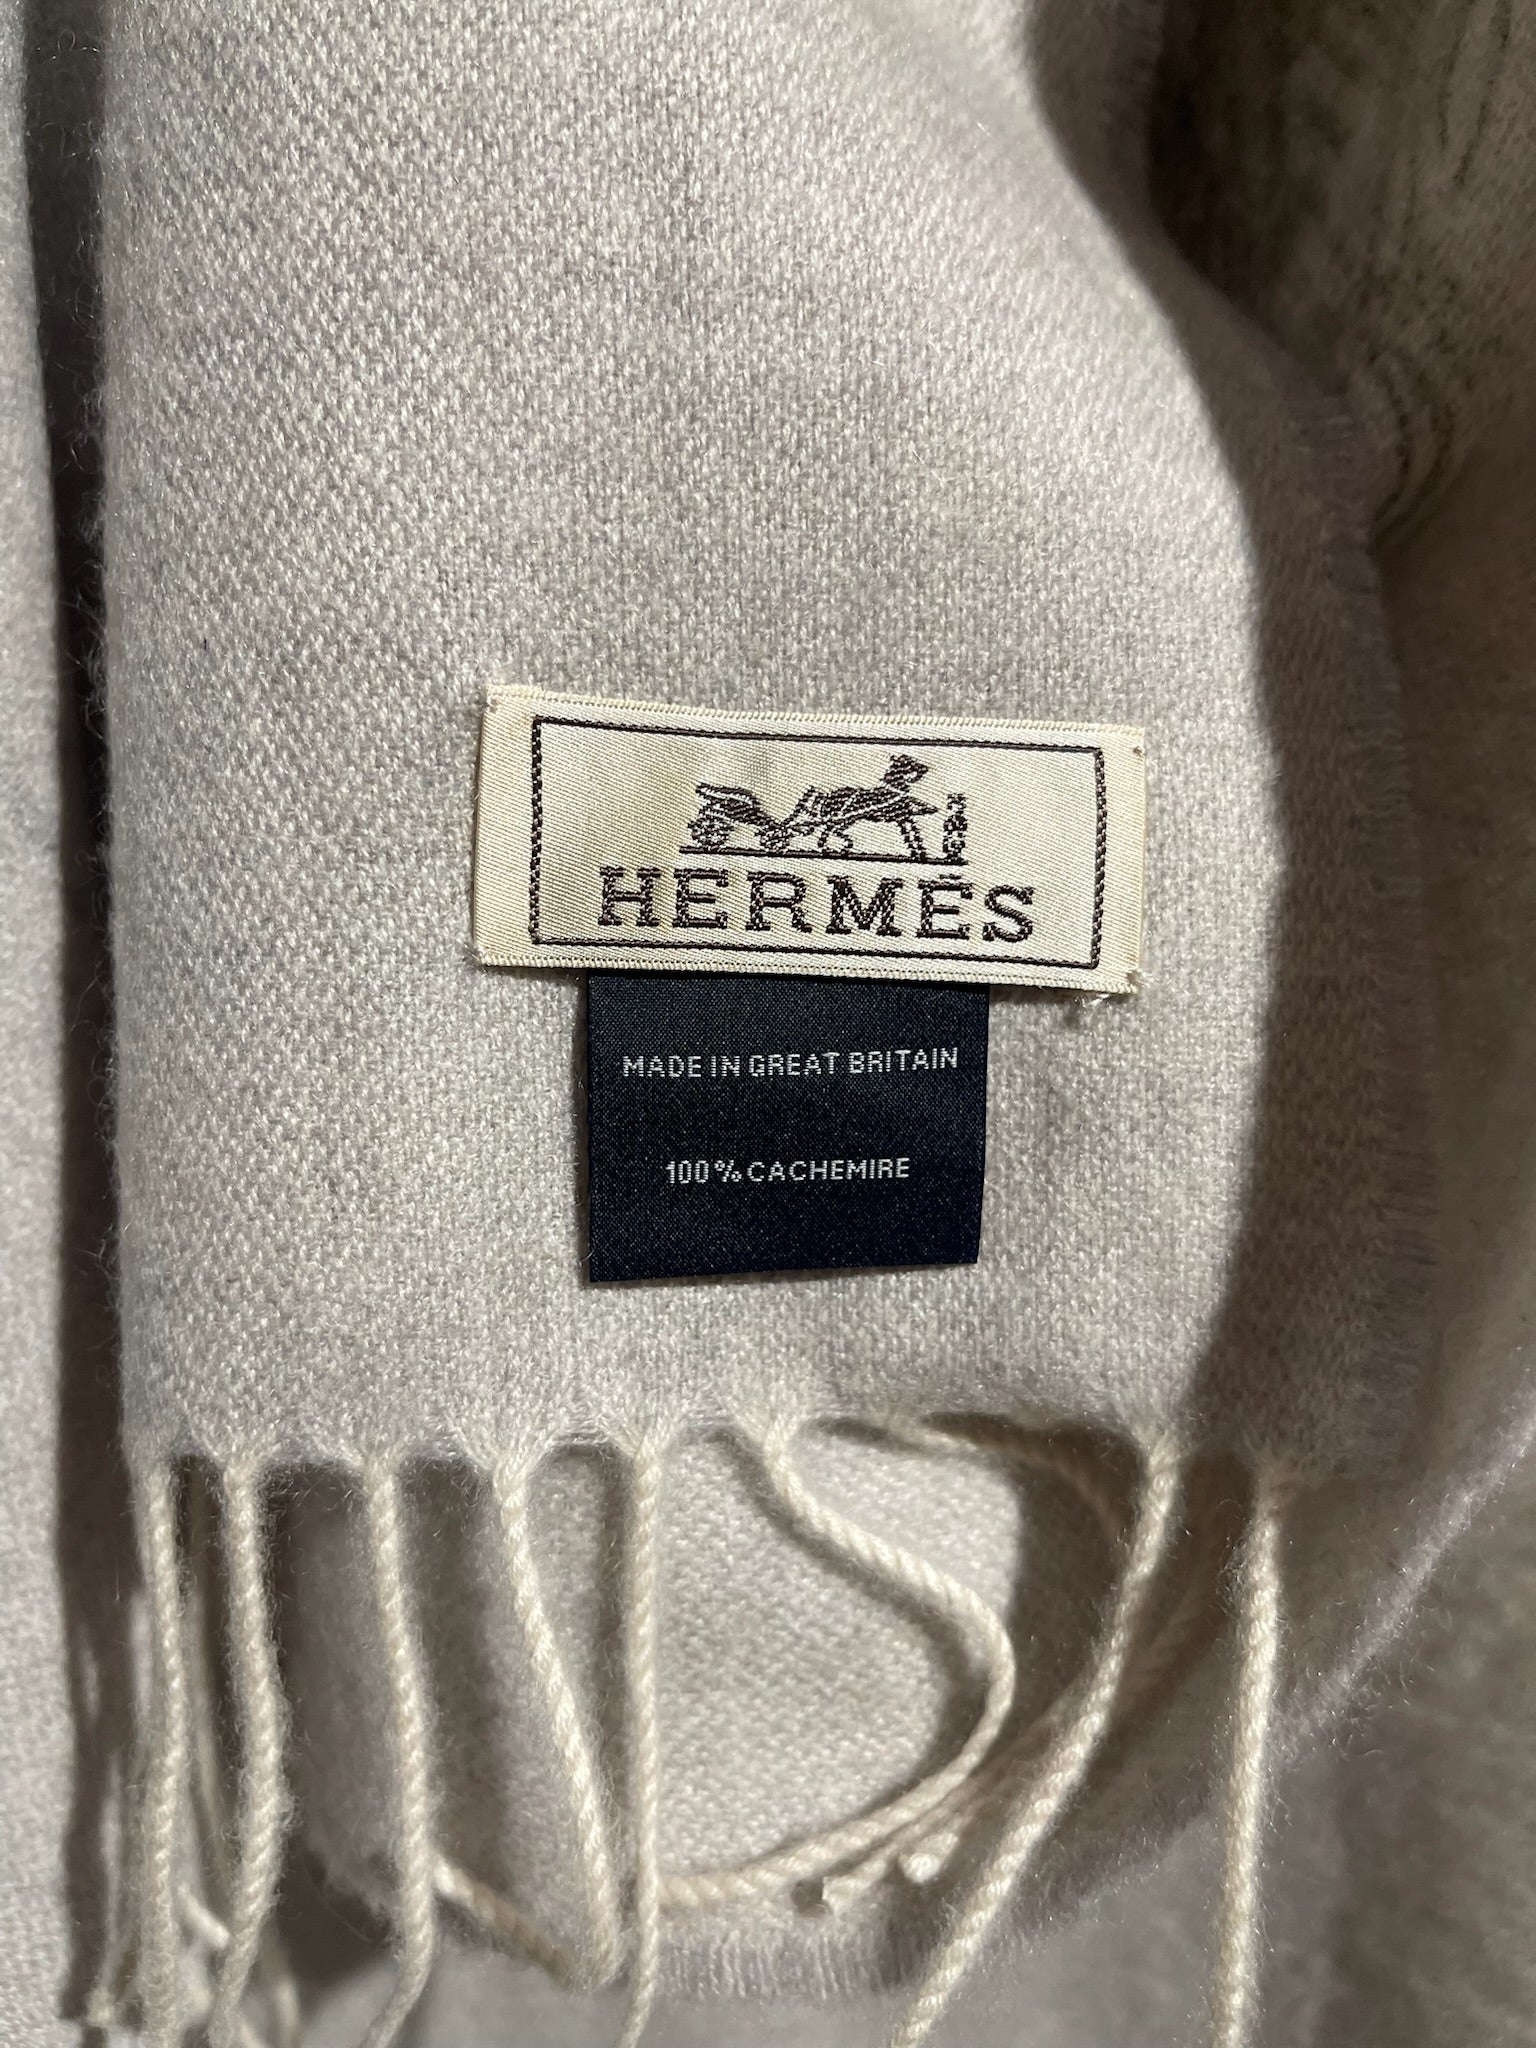 HERMÈS
MADE IN GREAT BRITAIN
100% CACHEMIRE